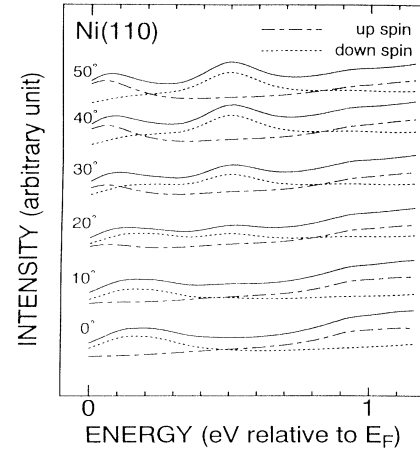 Ni(110)
up spin
down spin
50°
40°
30°
20°
10°
0°
INTENSITY (arbitrary unit)
0
1
ENERGY (eV relative to E_F)